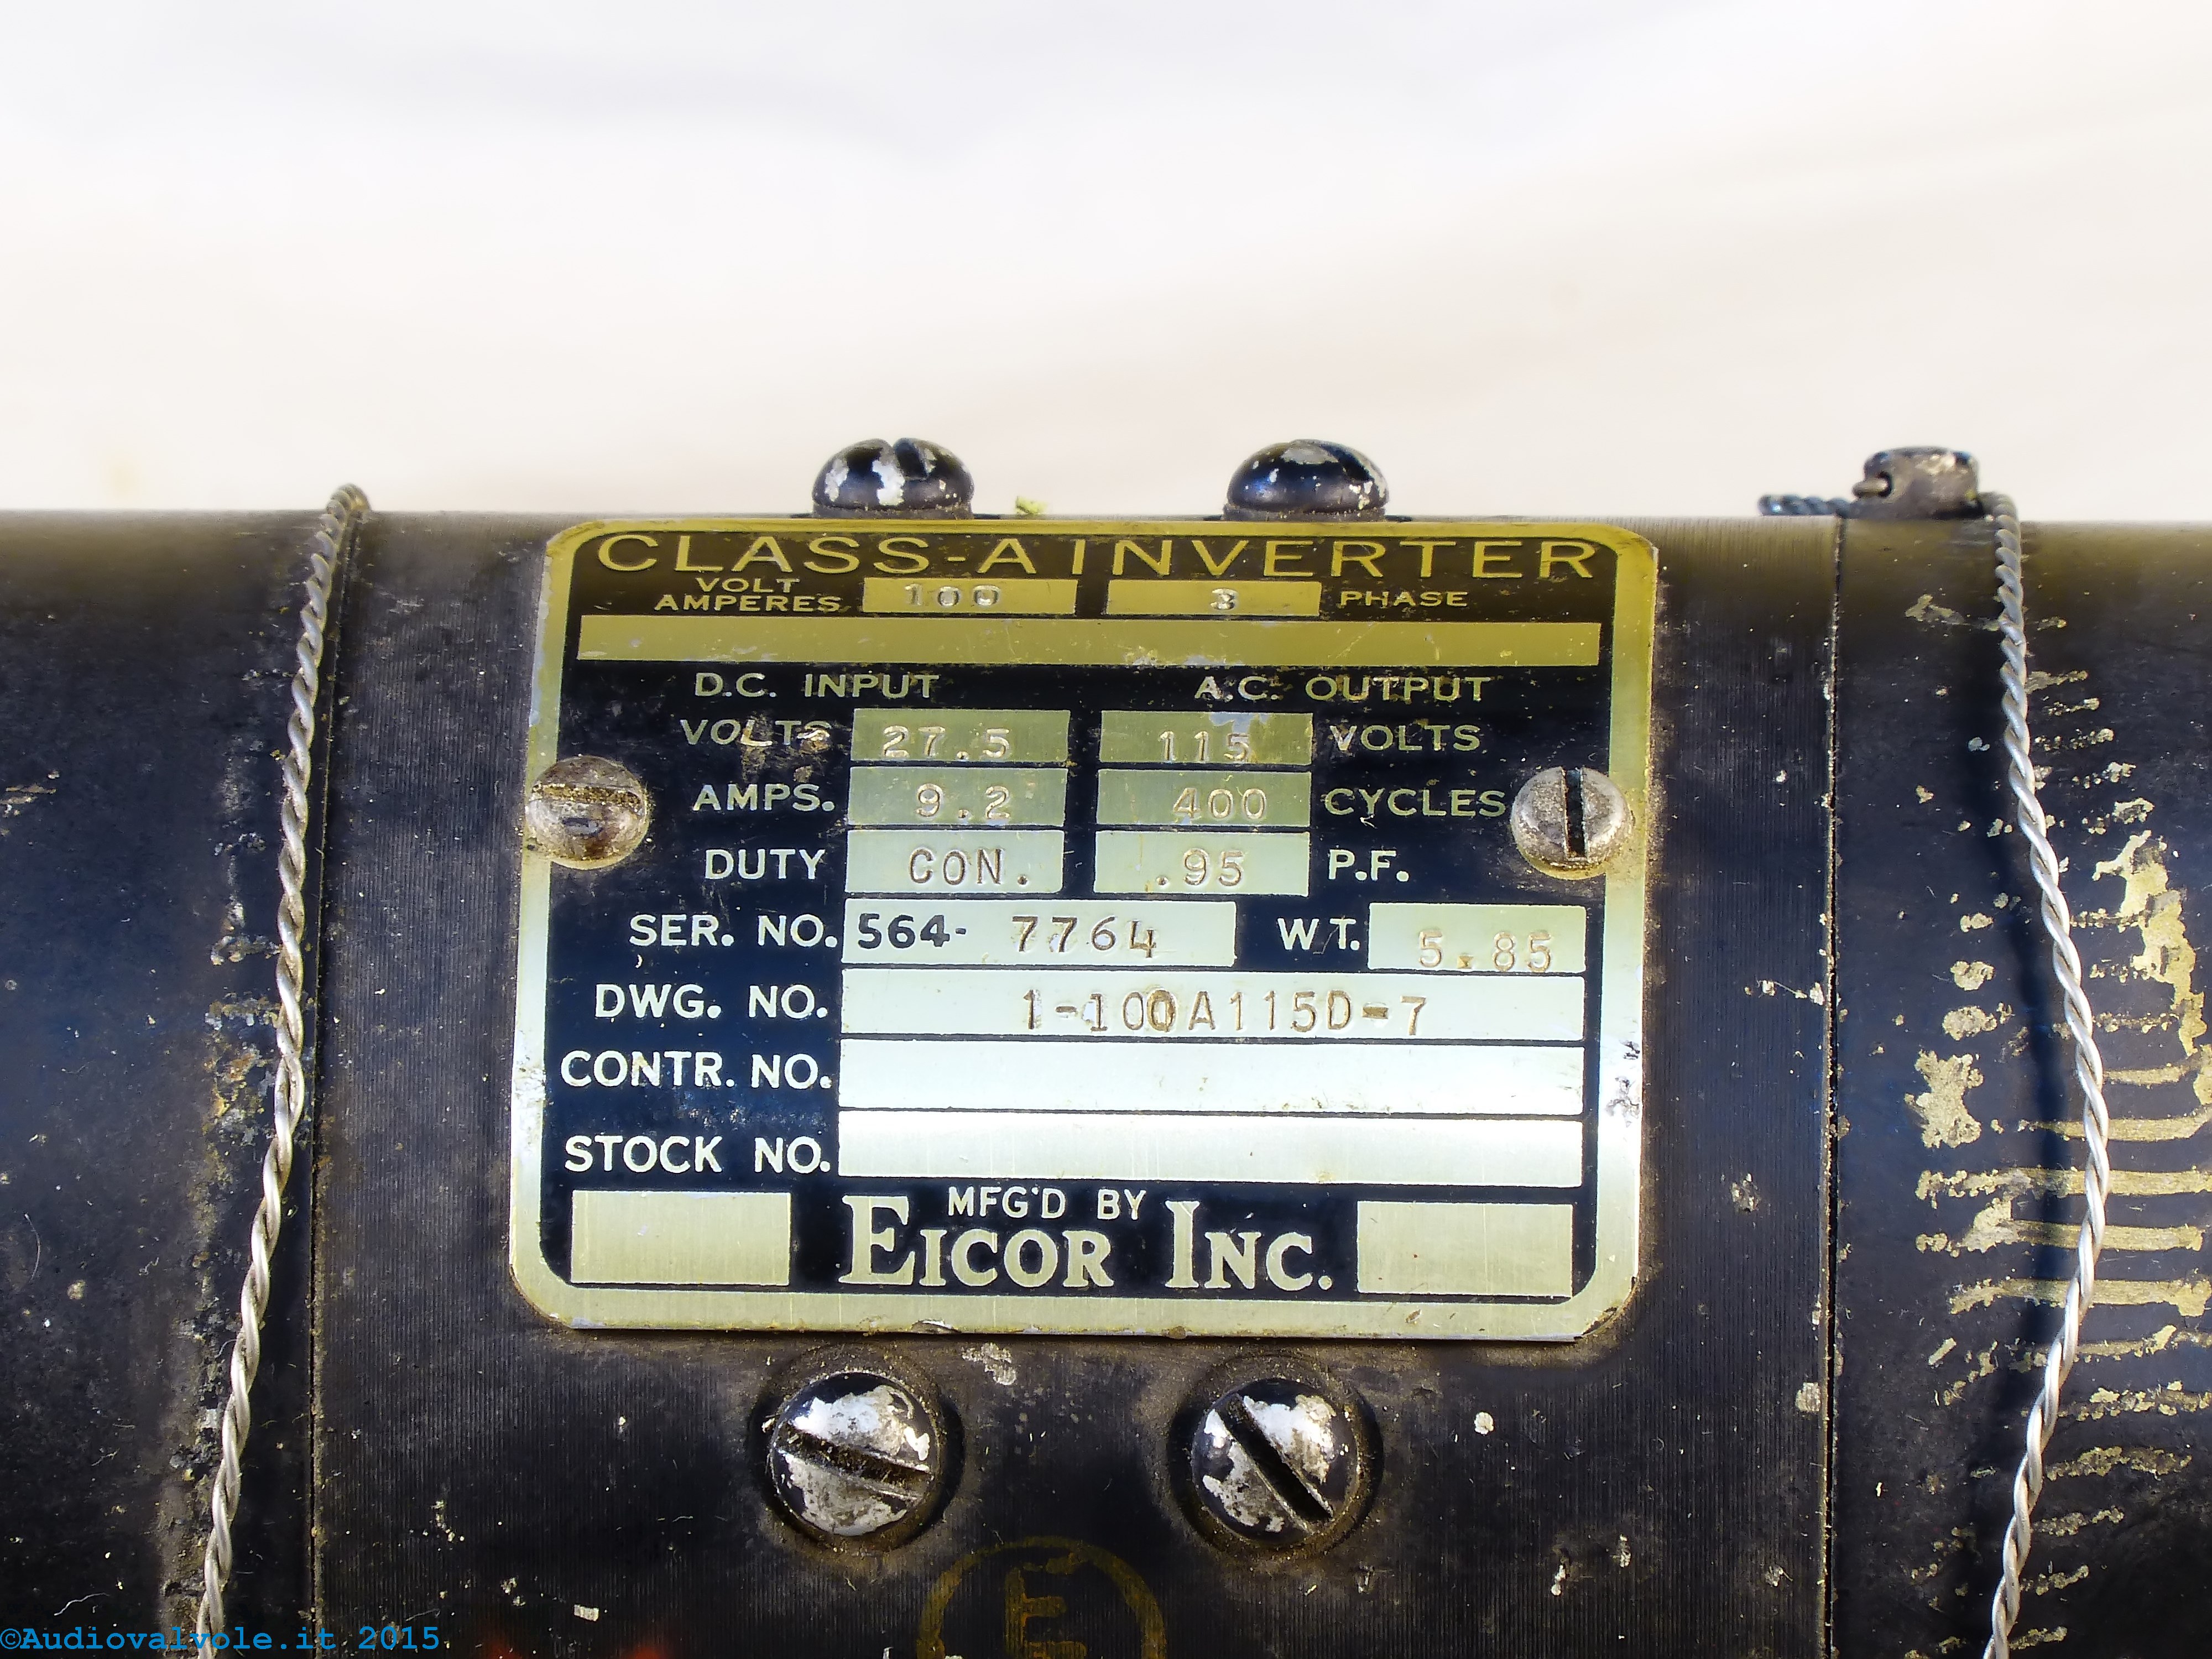 CLASS-A INVERTER
VOLT AMPERES 100 3 PHASE
D.C. INPUT A.C. OUTPUT
VOLTS 27.5 115 VOLTS
AMPS. 9.2 400 CYCLES
DUTY CON. .95 P.F.
SER. NO. 564- 7764 WT. 5.85
DWG. NO. 1-100A115D-7
CONTR. NO.
STOCK NO.
MFG'D BY
EICOR INC.
E
©Audiovalvole.it 2015